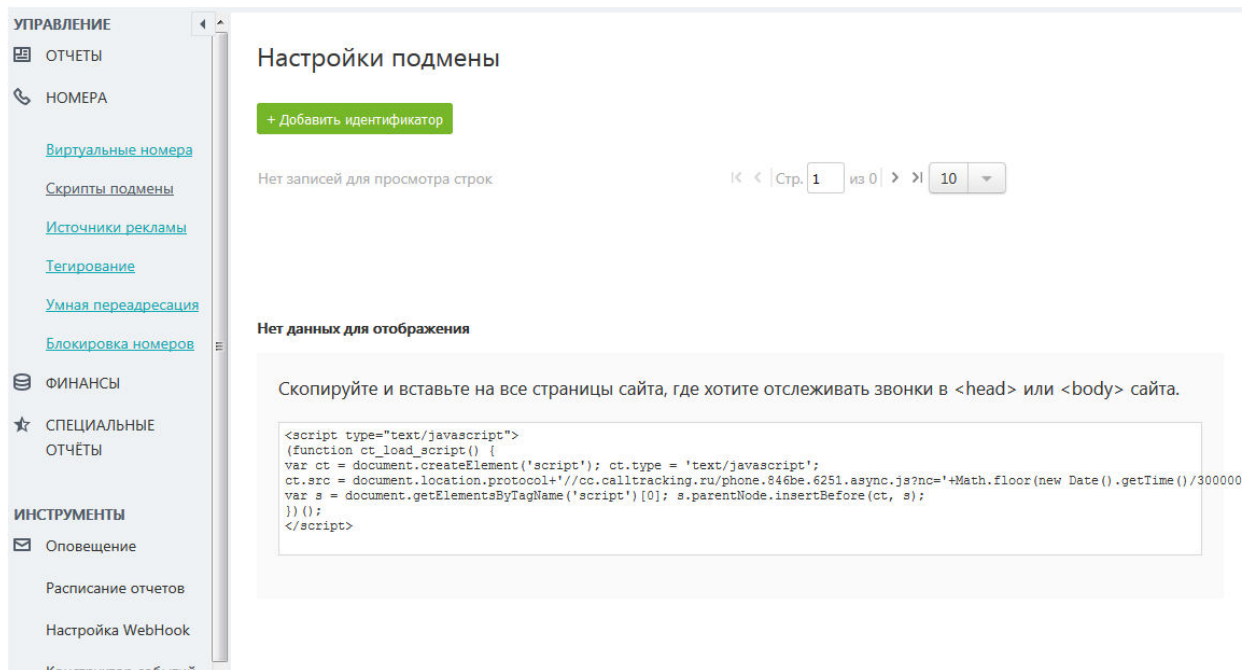 УПРАВЛЕНИЕ
ОТЧЕТЫ
НОМЕРА
Виртуальные номера
Скрипты подмены
Источники рекламы
Тегирование
Умная переадресация
Блокировка номеров
ФИНАНСЫ
СПЕЦИАЛЬНЫЕ
ОТЧЁТЫ
ИНСТРУМЕНТЫ
Оповещение
Расписание отчетов
Настройка WebHook
Конструктор событий
Настройки подмены
+ Добавить идентификатор
Нет записей для просмотра строк
Стр. 1 из 0 10
Нет данных для отображения
Скопируйте и вставьте на все страницы сайта, где хотите отслеживать звонки в <head> или <body> сайта.
<script type="text/javascript">
(function ct_load_script() {
var ct = document.createElement('script'); ct.type = 'text/javascript';
ct.src = document.location.protocol+'//cc.calltracking.ru/phone.846be.6251.async.js?nc='+Math.floor(new Date().getTime()/300000
var s = document.getElementsByTagName('script')[0]; s.parentNode.insertBefore(ct, s);
})();
</script>